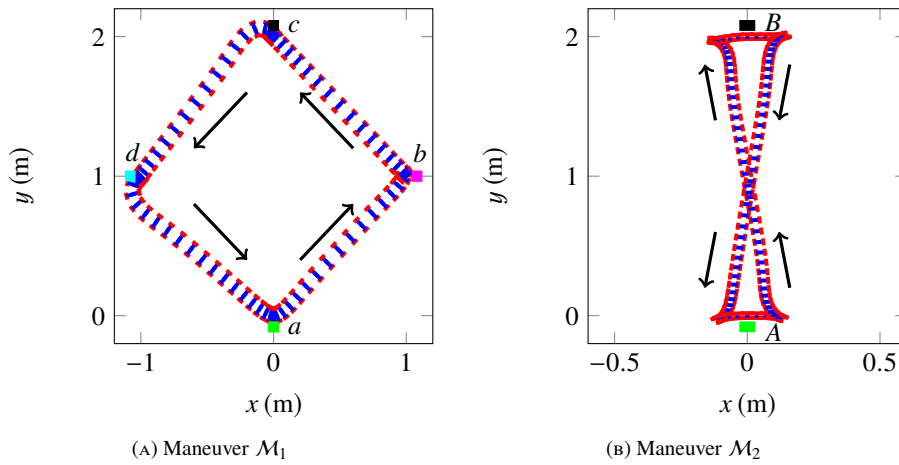 2
1
0
y (m)
−1
0
1
x (m)
a
b
c
d
(A) Maneuver M₁
2
1
0
y (m)
−0.5
0
0.5
x (m)
A
B
(B) Maneuver M₂